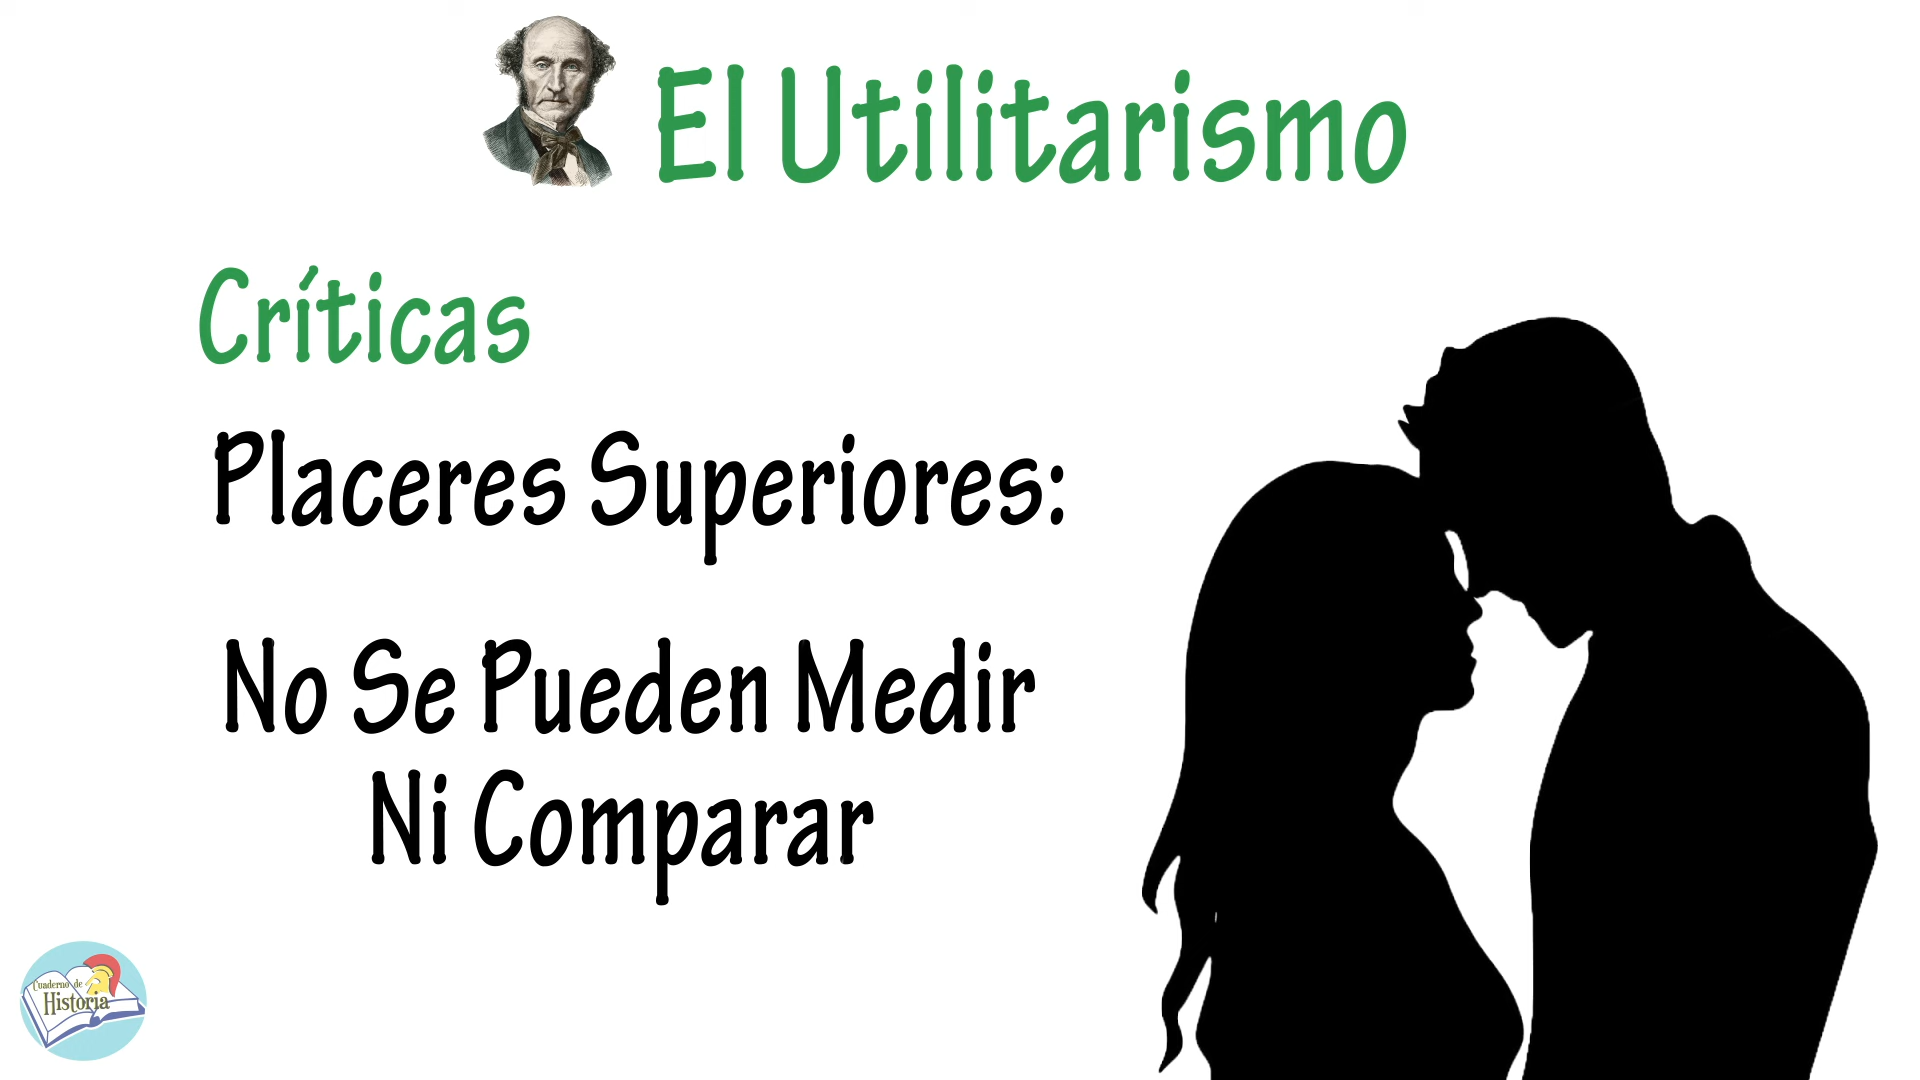 El Utilitarismo
Críticas
Placeres Superiores:
No Se Pueden Medir
Ni Comparar
Cuaderno de
Historia